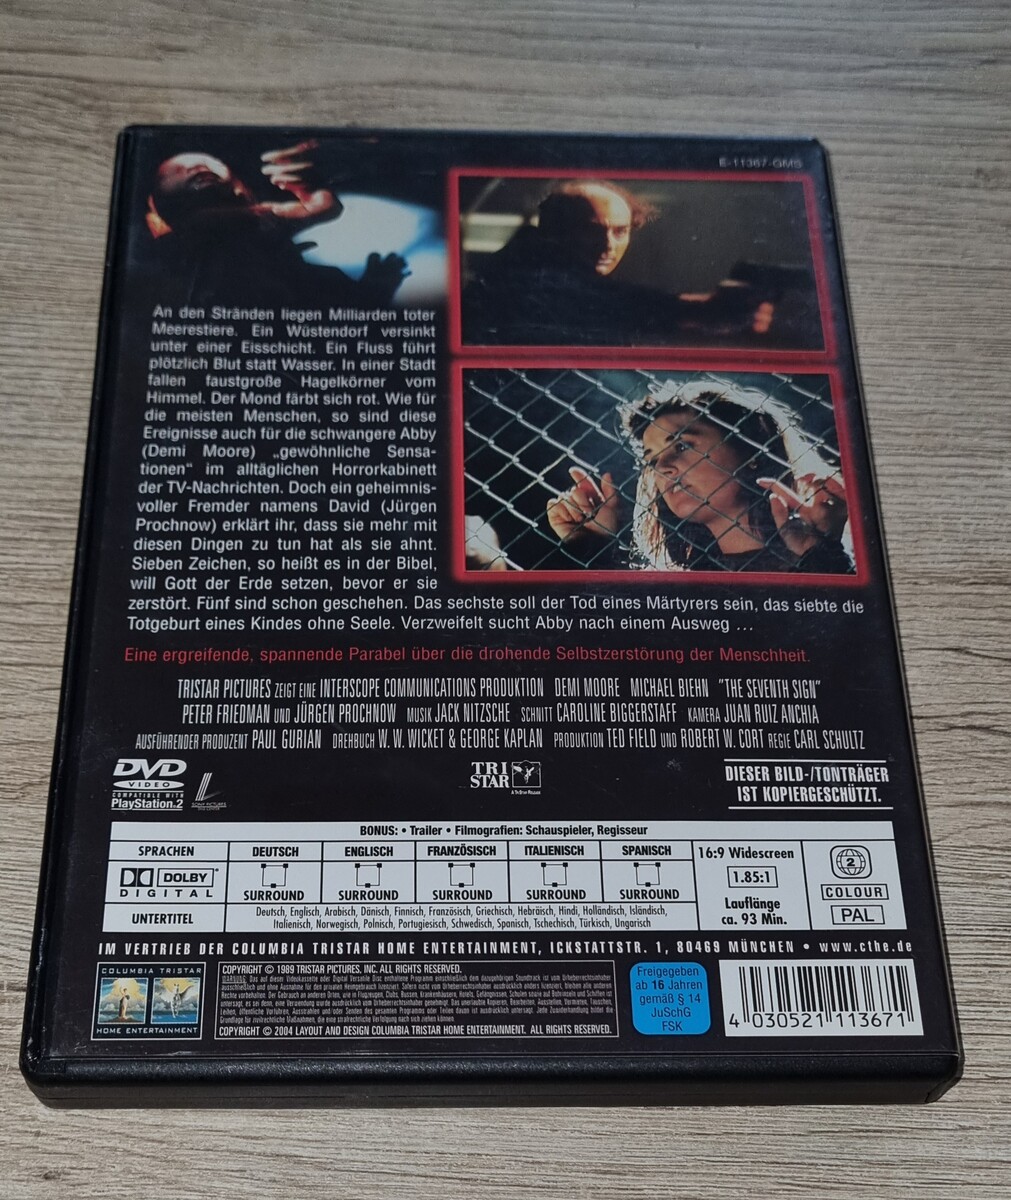 E-11367-GMS
An den Stränden liegen Milliarden toter
Meerestiere. Ein Wüstendorf versinkt
unter einer Eisschicht. Ein Fluss führt
plötzlich Blut statt Wasser. In einer Stadt
fallen faustgroße Hagelkörner vom
Himmel. Der Mond färbt sich rot. Wie für
die meisten Menschen, so sind diese
Ereignisse auch für die schwangere Abby
(Demi Moore) „gewöhnliche Sensa-
tionen“ im alltäglichen Horrorkabinett
der TV-Nachrichten. Doch ein geheimnis-
voller Fremder namens David (Jürgen
Prochnow) erklärt ihr, dass sie mehr mit
diesen Dingen zu tun hat als sie ahnt.
Sieben Zeichen, so heißt es in der Bibel,
will Gott der Erde setzen, bevor er sie
zerstört. Fünf sind schon geschehen. Das sechste soll der Tod eines Märtyrers sein, das siebte die
Totgeburt eines Kindes ohne Seele. Verzweifelt sucht Abby nach einem Ausweg ...
Eine ergreifende, spannende Parabel über die drohende Selbstzerstörung der Menschheit.
TRISTAR PICTURES ZEIGT EINE INTERSCOPE COMMUNICATIONS PRODUKTION DEMI MOORE MICHAEL BIEHN "THE SEVENTH SIGN"
PETER FRIEDMAN UND JÜRGEN PROCHNOW MUSIK JACK NITZSCHE SCHNITT CAROLINE BIGGERSTAFF KAMERA JUAN RUIZ ANCHIA
AUSFÜHRENDER PRODUZENT PAUL GURIAN DREHBUCH W. W. WICKET & GEORGE KAPLAN PRODUKTION TED FIELD UND ROBERT W. CORT REGIE CARL SCHULTZ
DVD
VIDEO
COMPATIBLE WITH
PlayStation.2
SONY PICTURES
TRI
STAR
A TriStar Release
DIESER BILD-/TONTRÄGER
IST KOPIERGESCHÜTZT.
BONUS: • Trailer • Filmografien: Schauspieler, Regisseur
SPRACHEN DEUTSCH ENGLISCH FRANZÖSISCH ITALIENISCH SPANISCH
DOLBY
DIGITAL
SURROUND SURROUND SURROUND SURROUND SURROUND
UNTERTITEL
Deutsch, Englisch, Arabisch, Dänisch, Finnisch, Französisch, Griechisch, Hebräisch, Hindi, Holländisch, Isländisch,
Italienisch, Norwegisch, Polnisch, Portugiesisch, Schwedisch, Spanisch, Tschechisch, Türkisch, Ungarisch
16:9 Widescreen
1.85:1
Lauflänge
ca. 93 Min.
2
COLOUR
PAL
IM VERTRIEB DER COLUMBIA TRISTAR HOME ENTERTAINMENT, ICKSTATTSTR. 1, 80469 MÜNCHEN • www.cthe.de
COLUMBIA TRISTAR
HOME ENTERTAINMENT
COPYRIGHT © 1989 TRISTAR PICTURES, INC. ALL RIGHTS RESERVED.
COPYRIGHT © 2004 LAYOUT AND DESIGN COLUMBIA TRISTAR HOME ENTERTAINMENT. ALL RIGHTS RESERVED.
Freigegeben
ab 16 Jahren
gemäß § 14
JuSchG
FSK
4 030521 113671